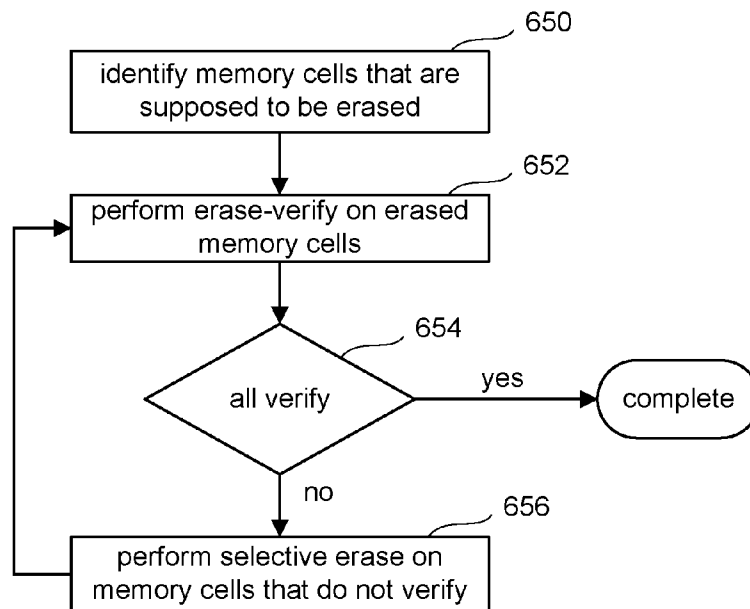 650
identify memory cells that are
supposed to be erased
652
perform erase-verify on erased
memory cells
654
all verify
yes
complete
no
656
perform selective erase on
memory cells that do not verify